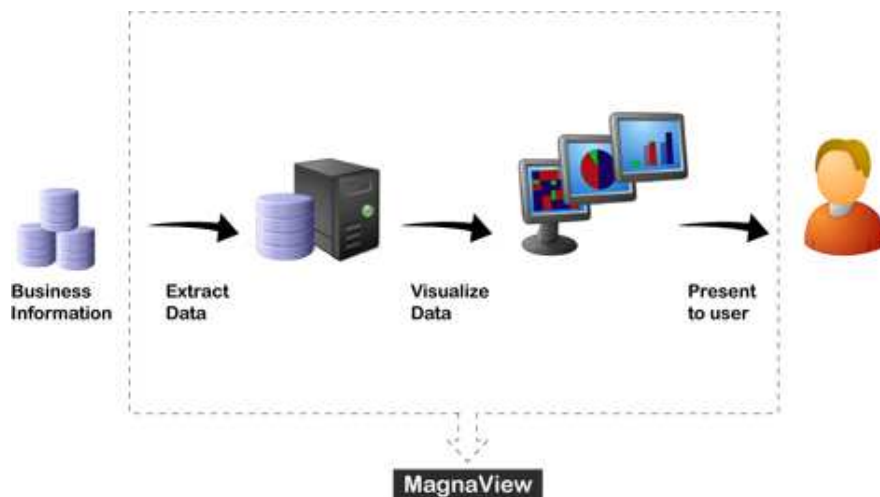 Business
Information
Extract
Data
Visualize
Data
Present
to user
MagnaView